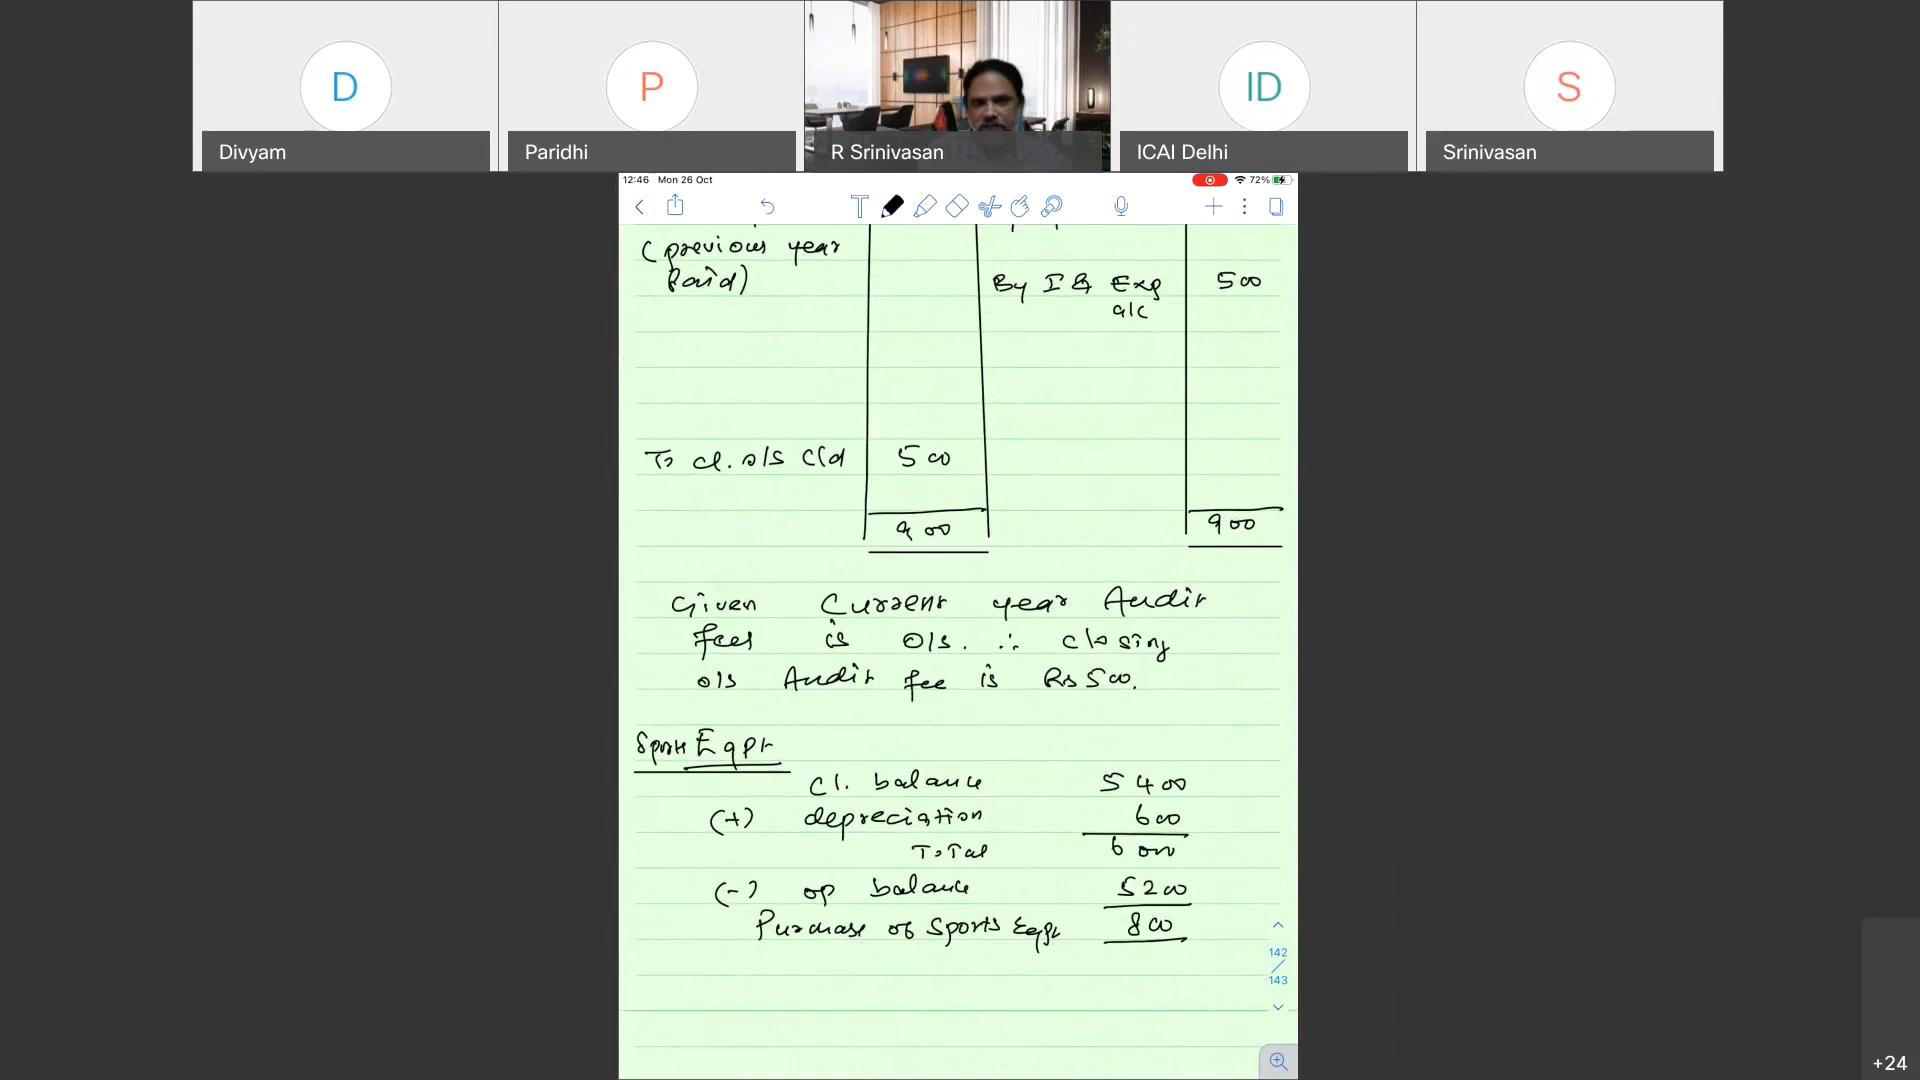 D
P
ID
S
Divyam
Paridhi
R Srinivasan
ICAI Delhi
Srinivasan
12:46 Mon 26 Oct
72%
(previous year
paid)
By I & Exp
a/c
500
To cl. o/s c/d
500
900
900
Given Current year Audit
fees is o/s. ∴ closing
o/s Audit fee is Rs 500.
Sports Eqpt
Cl. balance 5400
(+) depreciation 600
Total 6000
(-) op balance 5200
Purchase of Sports Eqpt 800
142
143
+24